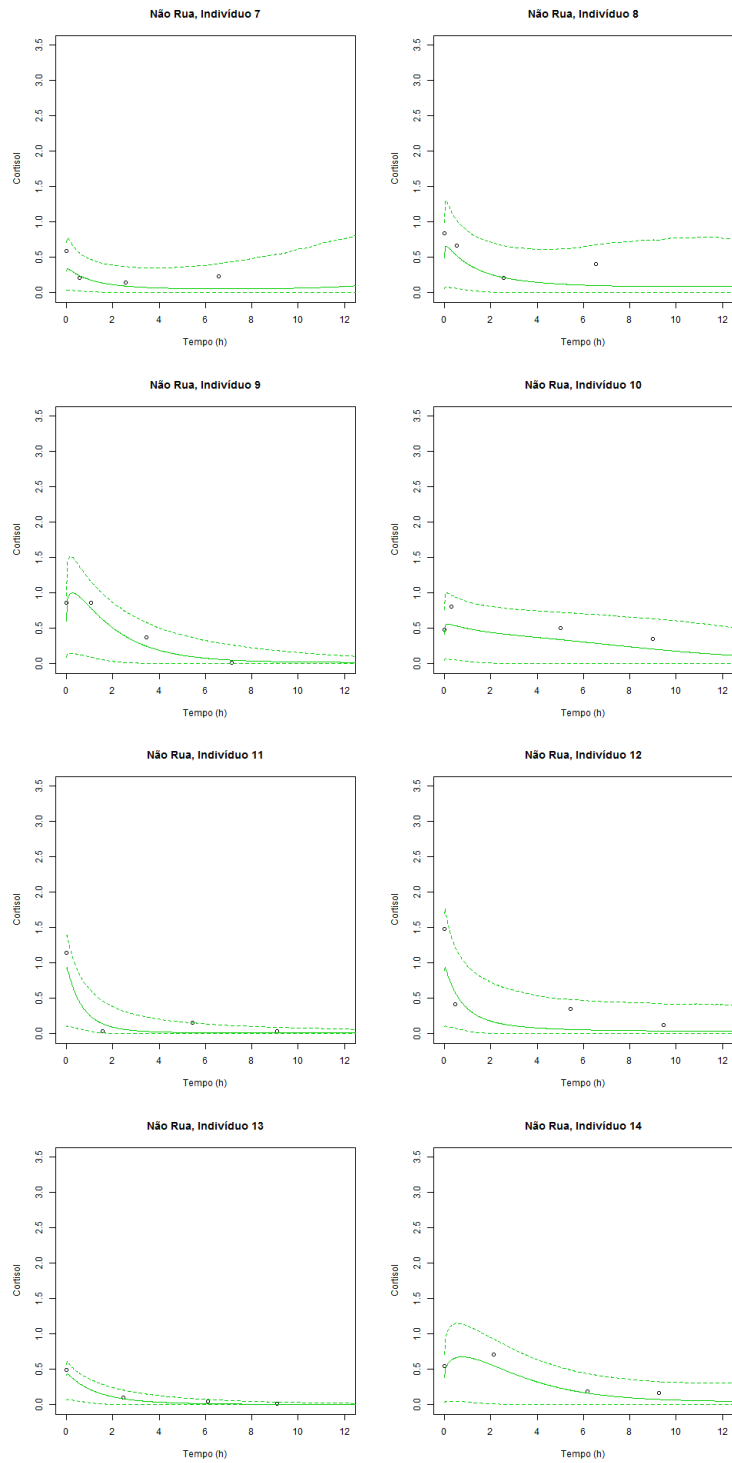 Não Rua, Indivíduo 7
Cortisol
0.0 0.5 1.0 1.5 2.0 2.5 3.0 3.5
0 2 4 6 8 10 12
Tempo (h)
Não Rua, Indivíduo 8
Cortisol
0.0 0.5 1.0 1.5 2.0 2.5 3.0 3.5
0 2 4 6 8 10 12
Tempo (h)
Não Rua, Indivíduo 9
Cortisol
0.0 0.5 1.0 1.5 2.0 2.5 3.0 3.5
0 2 4 6 8 10 12
Tempo (h)
Não Rua, Indivíduo 10
Cortisol
0.0 0.5 1.0 1.5 2.0 2.5 3.0 3.5
0 2 4 6 8 10 12
Tempo (h)
Não Rua, Indivíduo 11
Cortisol
0.0 0.5 1.0 1.5 2.0 2.5 3.0 3.5
0 2 4 6 8 10 12
Tempo (h)
Não Rua, Indivíduo 12
Cortisol
0.0 0.5 1.0 1.5 2.0 2.5 3.0 3.5
0 2 4 6 8 10 12
Tempo (h)
Não Rua, Indivíduo 13
Cortisol
0.0 0.5 1.0 1.5 2.0 2.5 3.0 3.5
0 2 4 6 8 10 12
Tempo (h)
Não Rua, Indivíduo 14
Cortisol
0.0 0.5 1.0 1.5 2.0 2.5 3.0 3.5
0 2 4 6 8 10 12
Tempo (h)